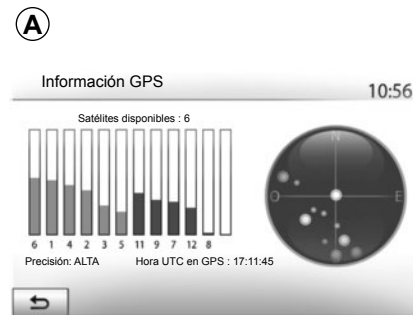 A
Información GPS
10:56
Satélites disponibles : 6
N
O E
6 1 4 2 3 5 11 9 7 12 8
Precisión: ALTA Hora UTC en GPS : 17:11:45